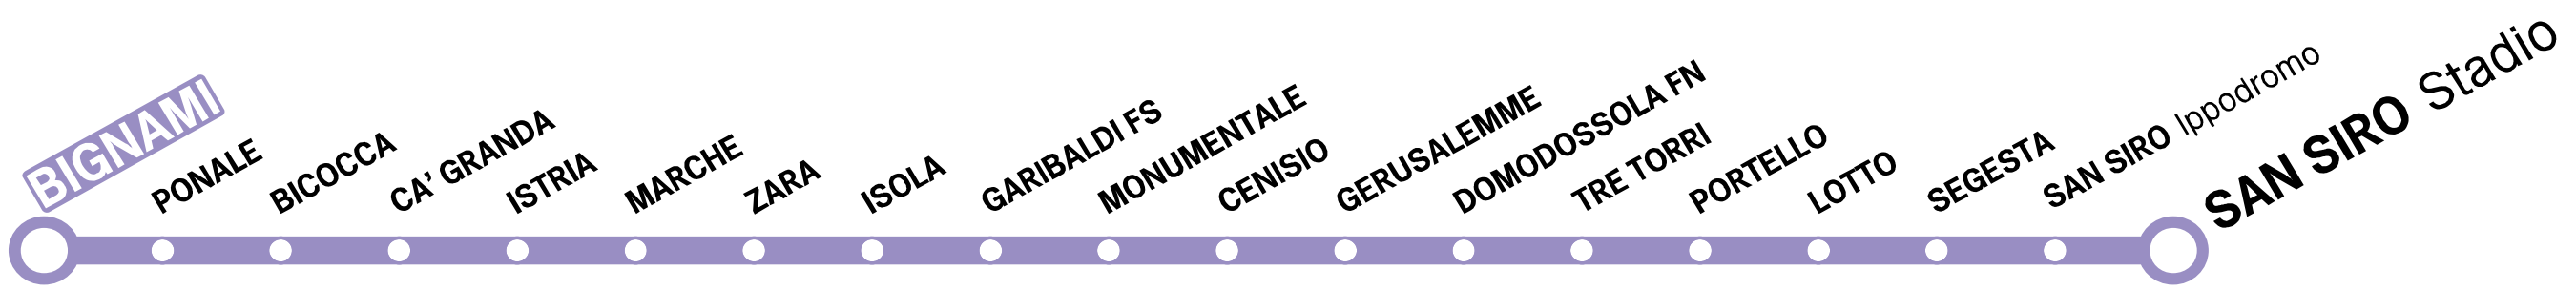 BIGNAMI
PONALE
BICOCCA
CA’ GRANDA
ISTRIA
MARCHE
ZARA
ISOLA
GARIBALDI FS
MONUMENTALE
CENISIO
GERUSALEMME
DOMODOSSOLA FN
TRE TORRI
PORTELLO
LOTTO
SEGESTA
SAN SIRO Ippodromo
SAN SIRO Stadio